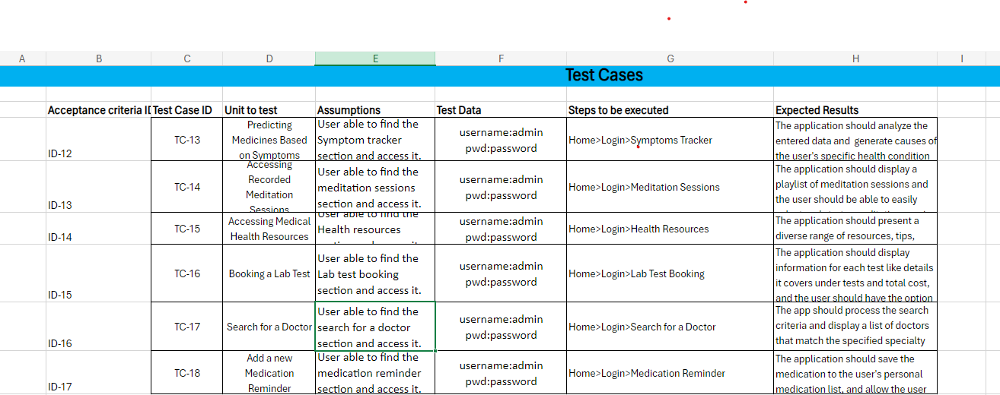 A B C D E F G H I
Test Cases
Acceptance criteria ID Test Case ID Unit to test Assumptions Test Data Steps to be executed Expected Results
ID-12
TC-13
Predicting
Medicines Based
on Symptoms
User able to find the
Symptom tracker
section and access it.
username:admin
pwd:password
Home>Login>Symptoms Tracker
The application should analyze the
entered data and generate causes of
the user's specific health condition
ID-13
TC-14
Accessing
Recorded
Meditation
Sessions
User able to find the
meditation sessions
section and access it.
username:admin
pwd:password
Home>Login>Meditation Sessions
The application should display a
playlist of meditation sessions and
the user should be able to easily
ID-14
TC-15
Accessing Medical
Health Resources
User able to find the
Health resources
username:admin
pwd:password
Home>Login>Health Resources
The application should present a
diverse range of resources, tips,
ID-15
TC-16
Booking a Lab Test
User able to find the
Lab test booking
section and access it.
username:admin
pwd:password
Home>Login>Lab Test Booking
The application should display
information for each test like details
it covers under tests and total cost,
and the user should have the option
ID-16
TC-17
Search for a Doctor
User able to find the
search for a doctor
section and access it.
username:admin
pwd:password
Home>Login>Search for a Doctor
The app should process the search
criteria and display a list of doctors
that match the specified specialty
ID-17
TC-18
Add a new
Medication
Reminder
User able to find the
medication reminder
section and access it.
username:admin
pwd:password
Home>Login>Medication Reminder
The application should save the
medication to the user's personal
medication list, and allow the user